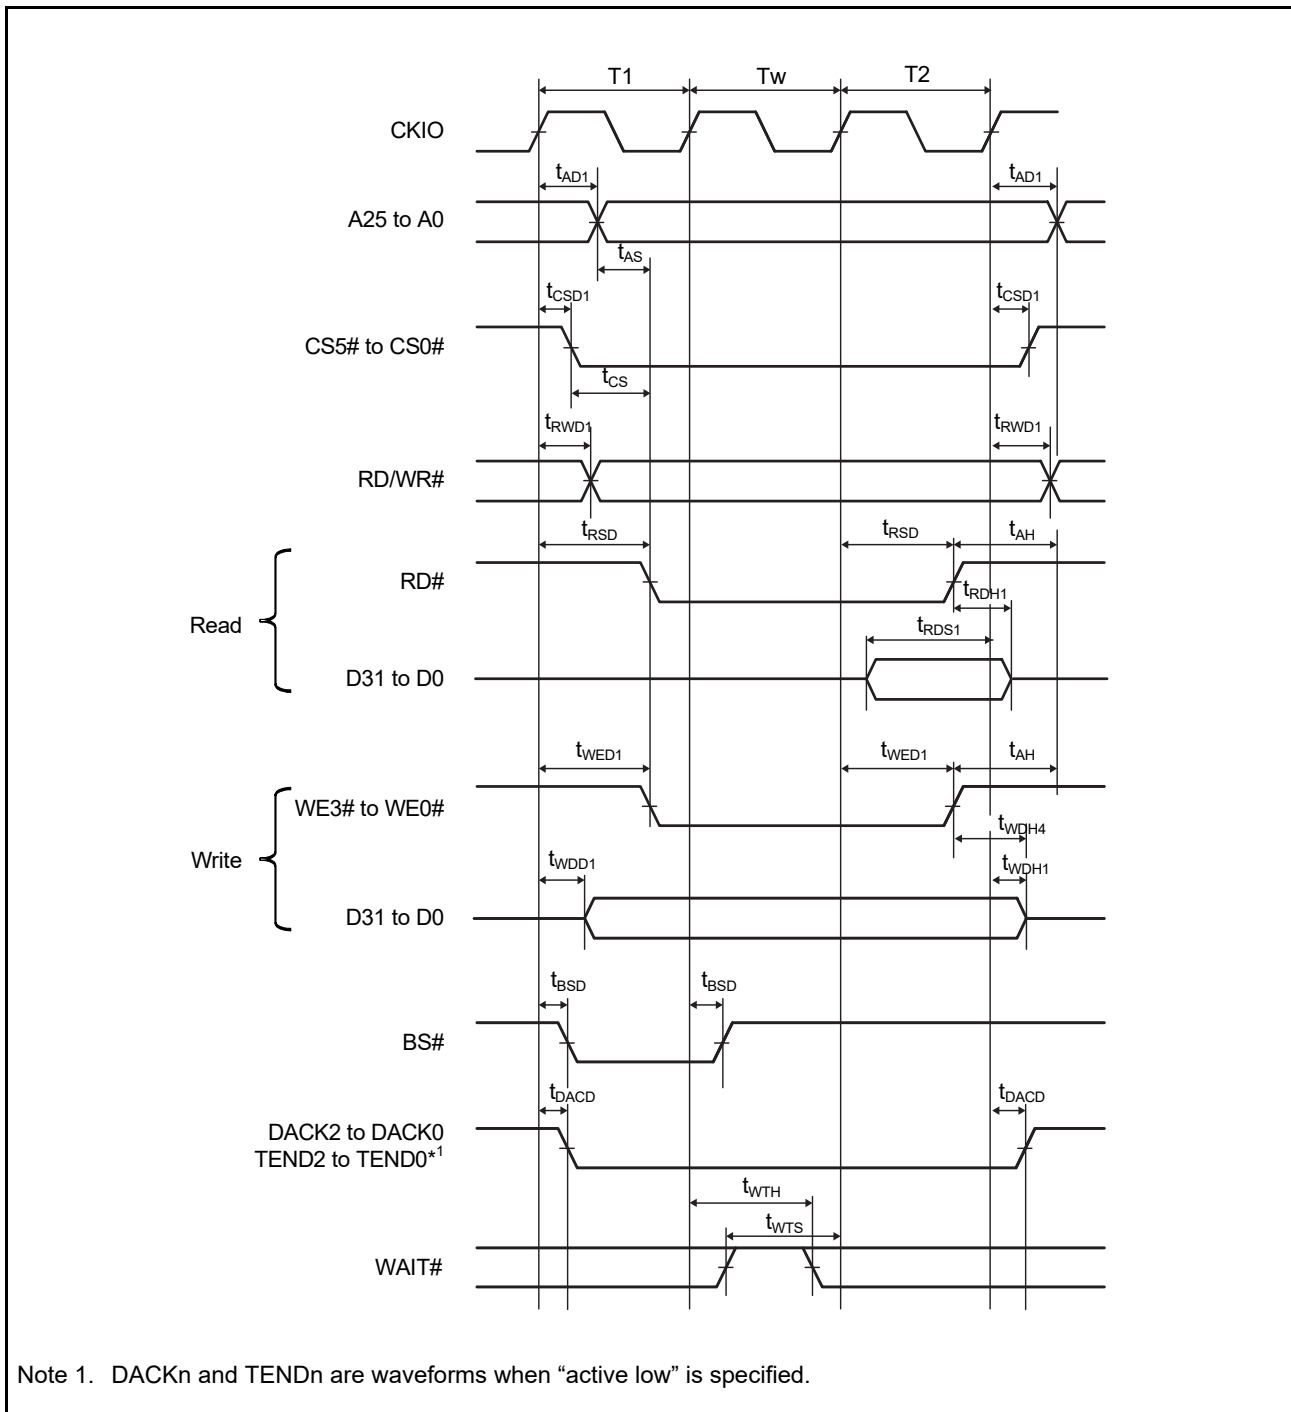 T1 Tw T2
CKIO
tAD1 tAD1
A25 to A0
tAS
tCSD1 tCSD1
CS5# to CS0#
tCS
tRWD1 tRWD1
RD/WR#
tRSD tRSD tAH
RD#
tRDH1
Read
tRDS1
D31 to D0
tWED1 tWED1 tAH
WE3# to WE0#
tWDH4
Write
tWDD1 tWDH1
D31 to D0
tBSD tBSD
BS#
tDACD tDACD
DACK2 to DACK0
TEND2 to TEND0*1
tWTH
tWTS
WAIT#
Note 1. DACKn and TENDn are waveforms when “active low” is specified.